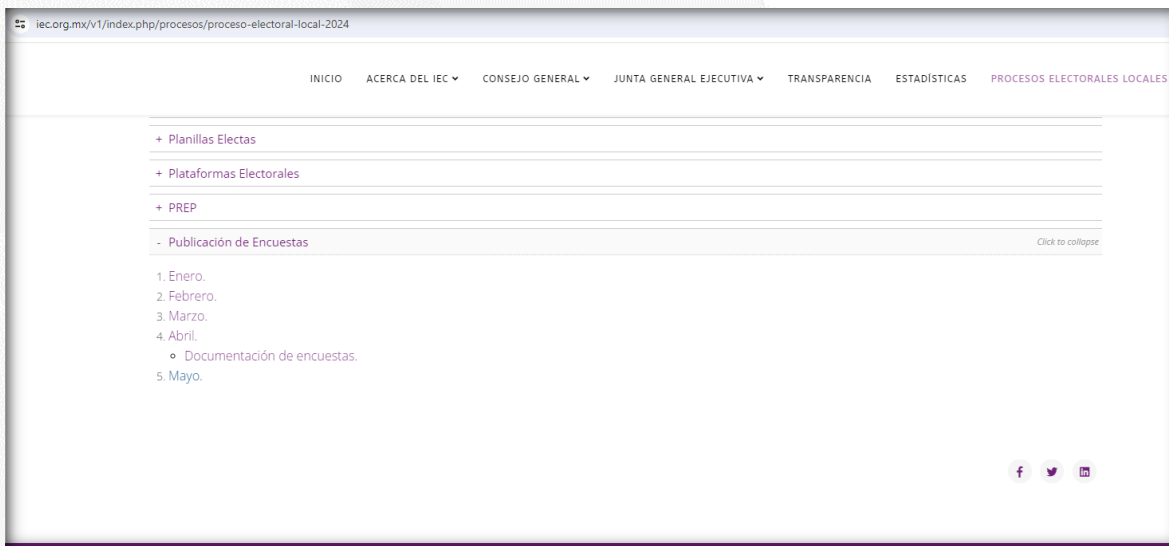 iec.org.mx/v1/index.php/procesos/proceso-electoral-local-2024
INICIO ACERCA DEL IEC CONSEJO GENERAL JUNTA GENERAL EJECUTIVA TRANSPARENCIA ESTADÍSTICAS PROCESOS ELECTORALES LOCALES
+ Planillas Electas
+ Plataformas Electorales
+ PREP
- Publicación de Encuestas Click to collapse
1. Enero.
2. Febrero.
3. Marzo.
4. Abril.
Documentación de encuestas.
5. Mayo.